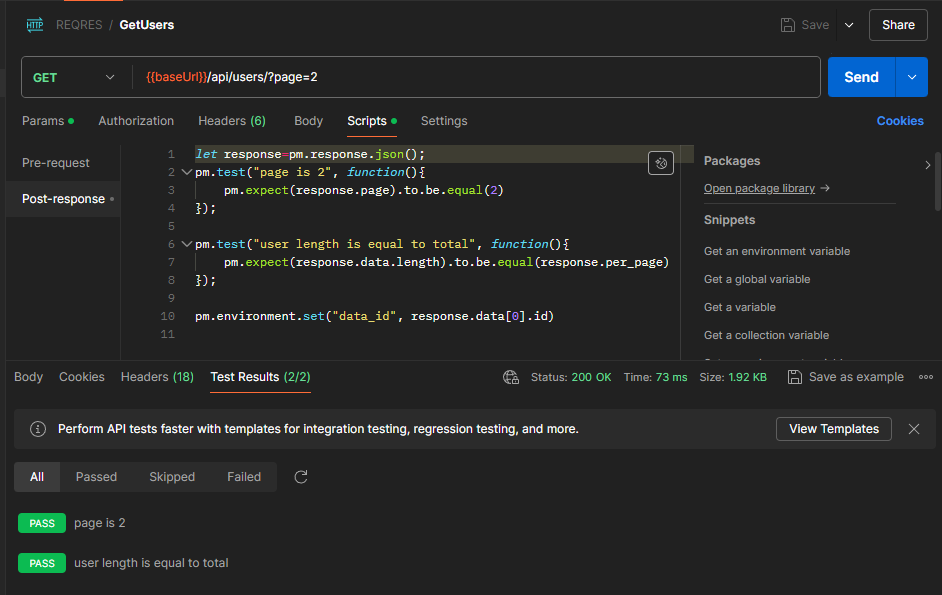 HTTP REQRES / GetUsers Save Share
GET {{baseUrl}}/api/users/?page=2 Send
Params Authorization Headers (6) Body Scripts Settings Cookies
Pre-request
Post-response
1 let response=pm.response.json();
2 pm.test("page is 2", function(){
3 pm.expect(response.page).to.be.equal(2)
4 });
5
6 pm.test("user length is equal to total", function(){
7 pm.expect(response.data.length).to.be.equal(response.per_page)
8 });
9
10 pm.environment.set("data_id", response.data[0].id)
11
Packages
Open package library →
Snippets
Get an environment variable
Get a global variable
Get a variable
Get a collection variable
Body Cookies Headers (18) Test Results (2/2) Status: 200 OK Time: 73 ms Size: 1.92 KB Save as example
Perform API tests faster with templates for integration testing, regression testing, and more. View Templates
All Passed Skipped Failed
PASS page is 2
PASS user length is equal to total